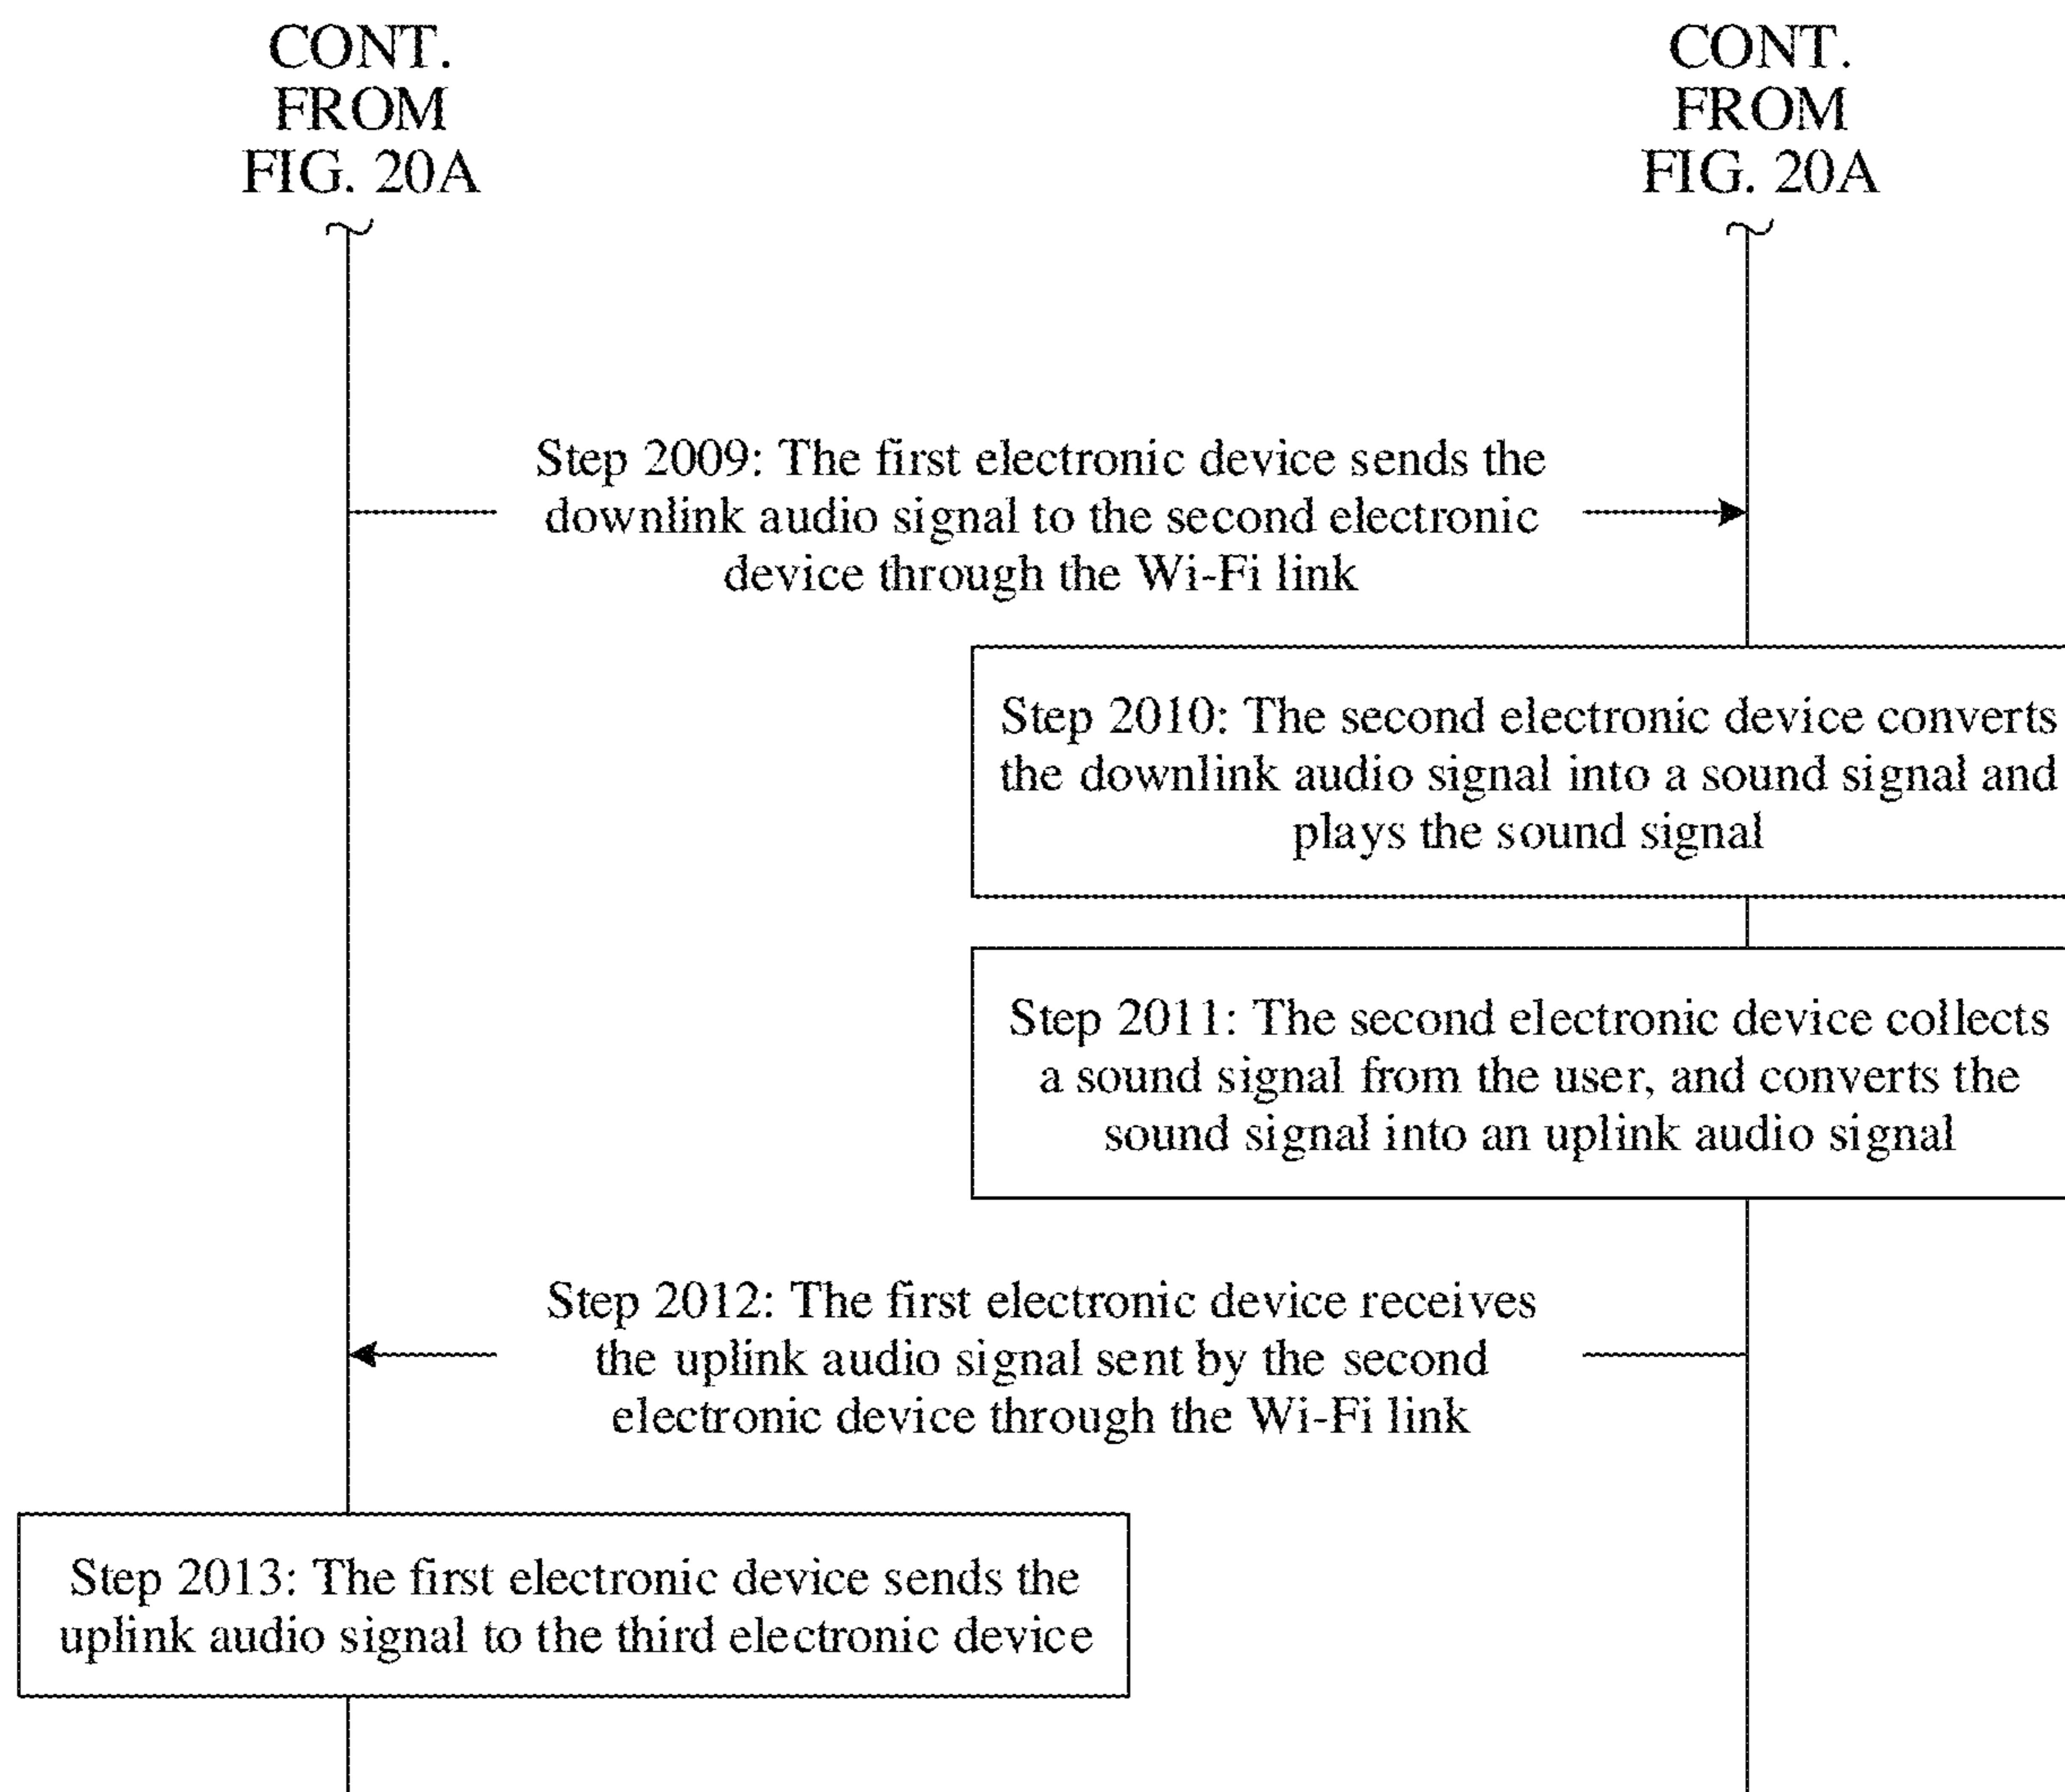 CONT.
FROM
FIG. 20A
CONT.
FROM
FIG. 20A
Step 2009: The first electronic device sends the
downlink audio signal to the second electronic
device through the Wi-Fi link
Step 2010: The second electronic device converts
the downlink audio signal into a sound signal and
plays the sound signal
Step 2011: The second electronic device collects
a sound signal from the user, and converts the
sound signal into an uplink audio signal
Step 2012: The first electronic device receives
the uplink audio signal sent by the second
electronic device through the Wi-Fi link
Step 2013: The first electronic device sends the
uplink audio signal to the third electronic device